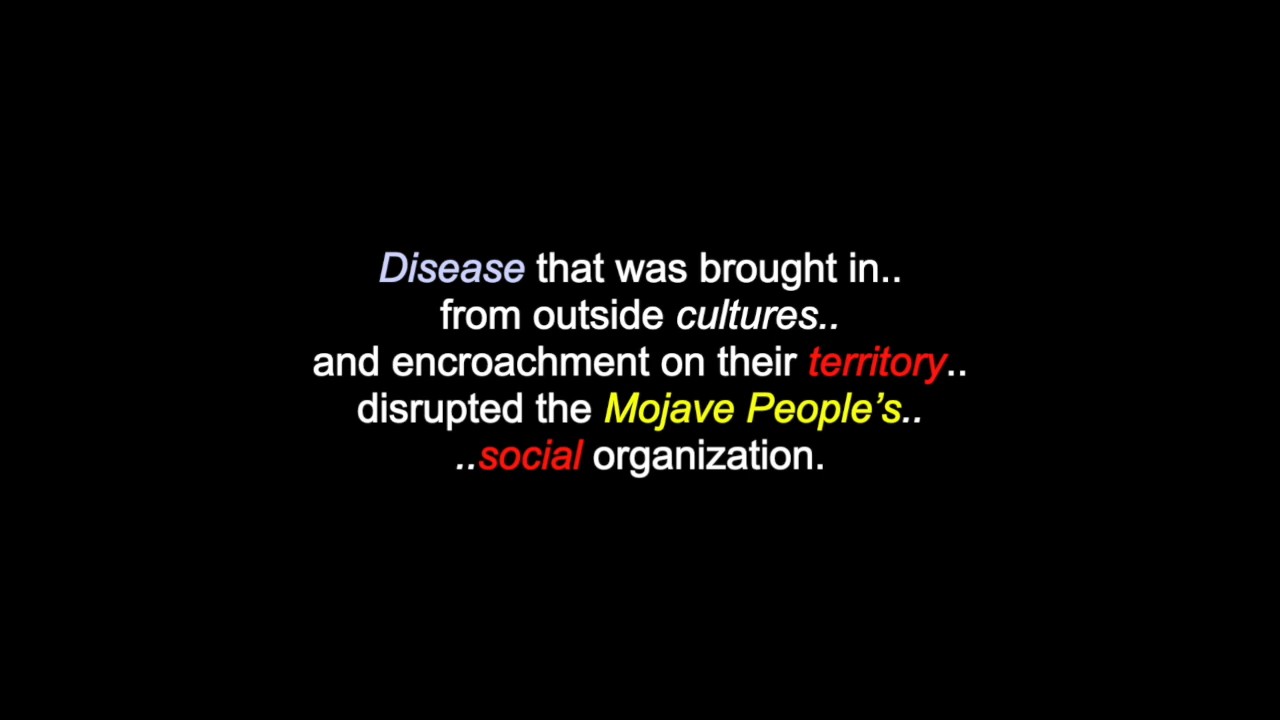 Disease that was brought in..
from outside cultures..
and encroachment on their territory..
disrupted the Mojave People’s..
..social organization.